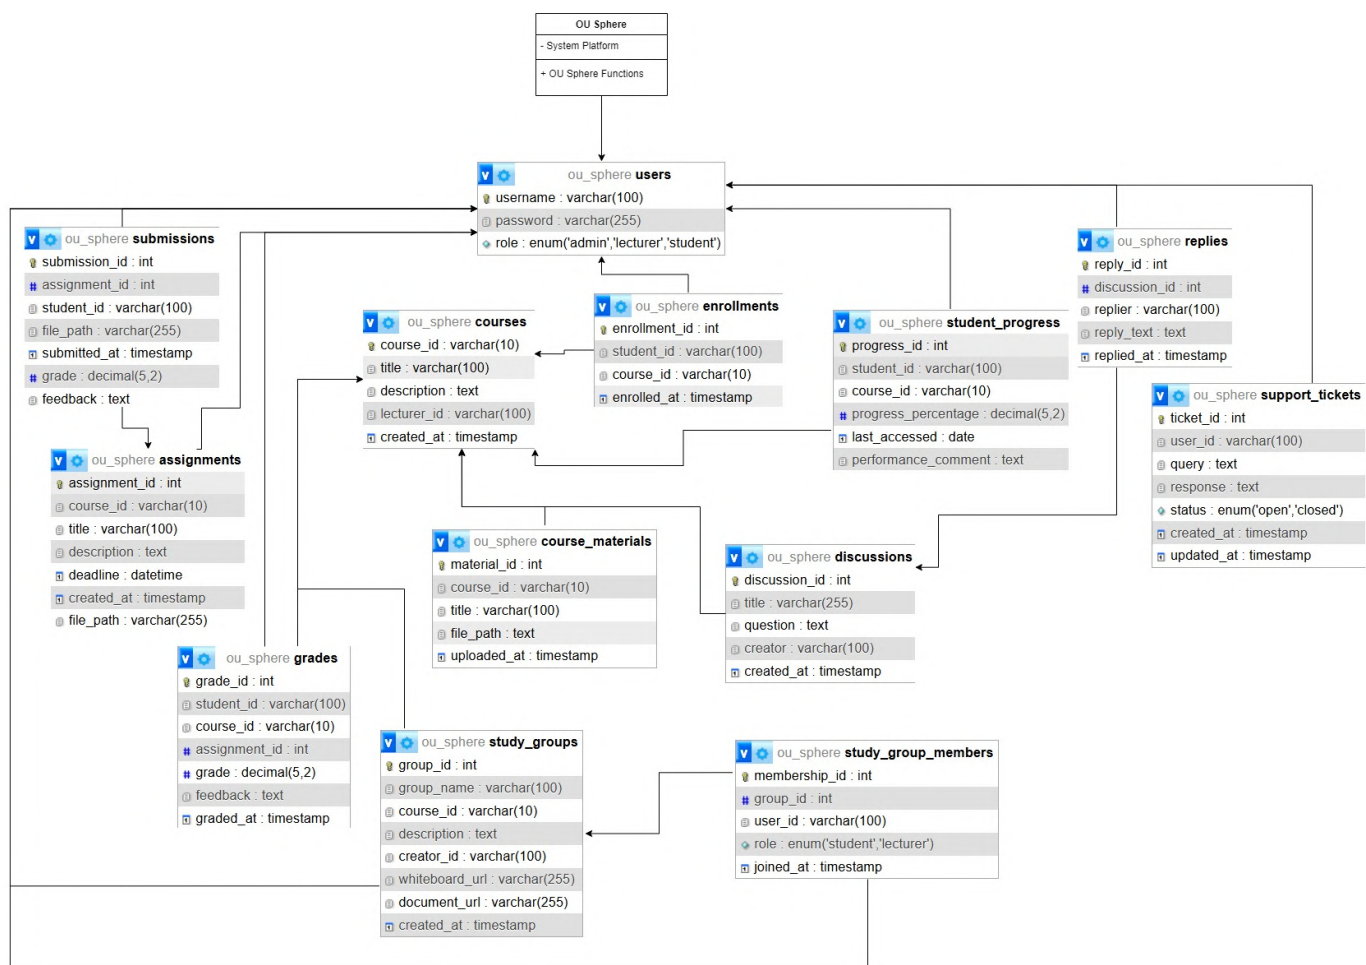 OU Sphere
- System Platform
+ OU Sphere Functions
ou_sphere users
username : varchar(100)
password : varchar(255)
role : enum('admin','lecturer','student')
ou_sphere submissions
submission_id : int
assignment_id : int
student_id : varchar(100)
file_path : varchar(255)
submitted_at : timestamp
grade : decimal(5,2)
feedback : text
ou_sphere replies
reply_id : int
discussion_id : int
replier : varchar(100)
reply_text : text
replied_at : timestamp
ou_sphere enrollments
enrollment_id : int
student_id : varchar(100)
course_id : varchar(10)
enrolled_at : timestamp
ou_sphere courses
course_id : varchar(10)
title : varchar(100)
description : text
lecturer_id : varchar(100)
created_at : timestamp
ou_sphere student_progress
progress_id : int
student_id : varchar(100)
course_id : varchar(10)
progress_percentage : decimal(5,2)
last_accessed : date
performance_comment : text
ou_sphere support_tickets
ticket_id : int
user_id : varchar(100)
query : text
response : text
status : enum('open','closed')
created_at : timestamp
updated_at : timestamp
ou_sphere assignments
assignment_id : int
course_id : varchar(10)
title : varchar(100)
description : text
deadline : datetime
created_at : timestamp
file_path : varchar(255)
ou_sphere course_materials
material_id : int
course_id : varchar(10)
title : varchar(100)
file_path : text
uploaded_at : timestamp
ou_sphere discussions
discussion_id : int
title : varchar(255)
question : text
creator : varchar(100)
created_at : timestamp
ou_sphere grades
grade_id : int
student_id : varchar(100)
course_id : varchar(10)
assignment_id : int
grade : decimal(5,2)
feedback : text
graded_at : timestamp
ou_sphere study_groups
group_id : int
group_name : varchar(100)
course_id : varchar(10)
description : text
creator_id : varchar(100)
whiteboard_url : varchar(255)
document_url : varchar(255)
created_at : timestamp
ou_sphere study_group_members
membership_id : int
group_id : int
user_id : varchar(100)
role : enum('student','lecturer')
joined_at : timestamp